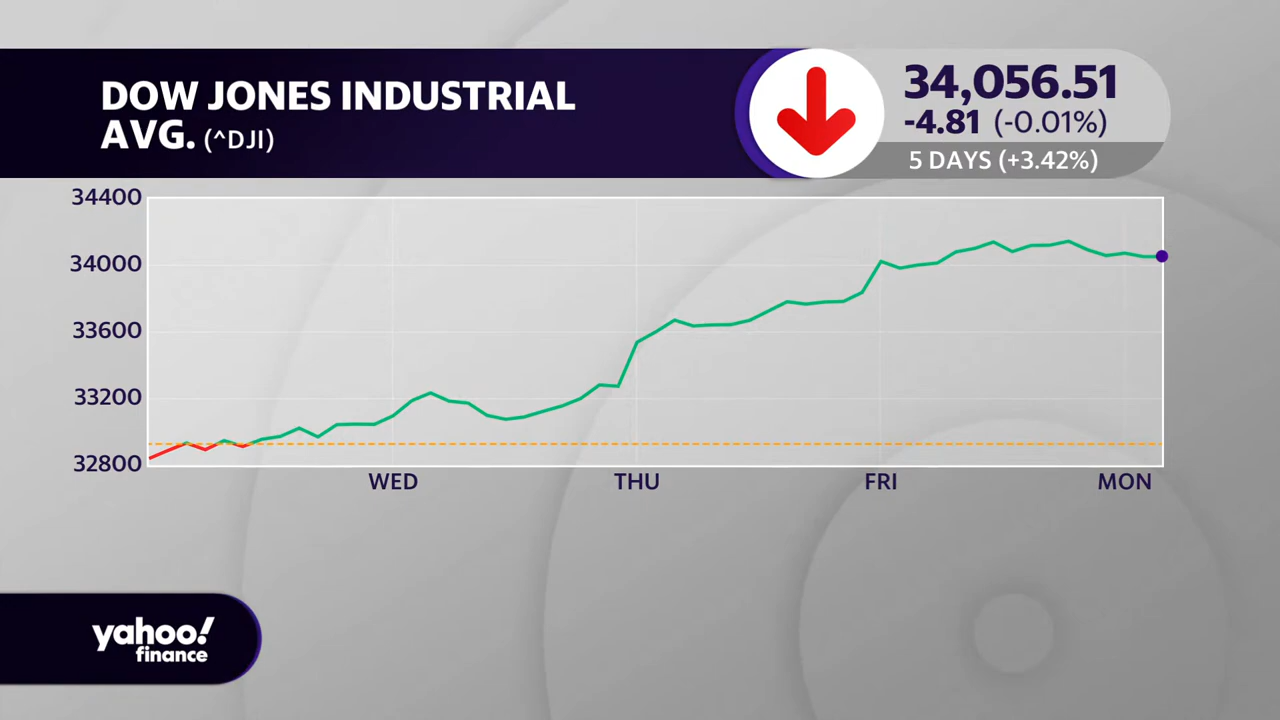 DOW JONES INDUSTRIAL
AVG. (^DJI)
34,056.51
-4.81 (-0.01%)
5 DAYS (+3.42%)
34400
34000
33600
33200
32800
WED THU FRI MON
yahoo!
finance